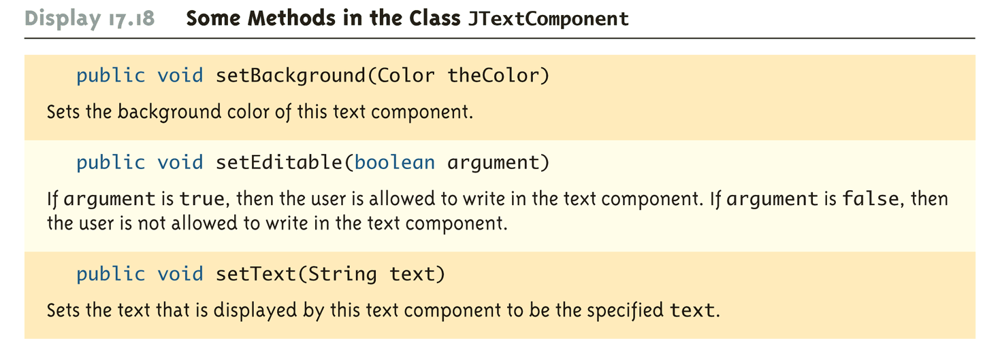 Display 17.18 Some Methods in the Class JTextComponent
public void setBackground(Color theColor)
Sets the background color of this text component.
public void setEditable(boolean argument)
If argument is true, then the user is allowed to write in the text component. If argument is false, then
the user is not allowed to write in the text component.
public void setText(String text)
Sets the text that is displayed by this text component to be the specified text.